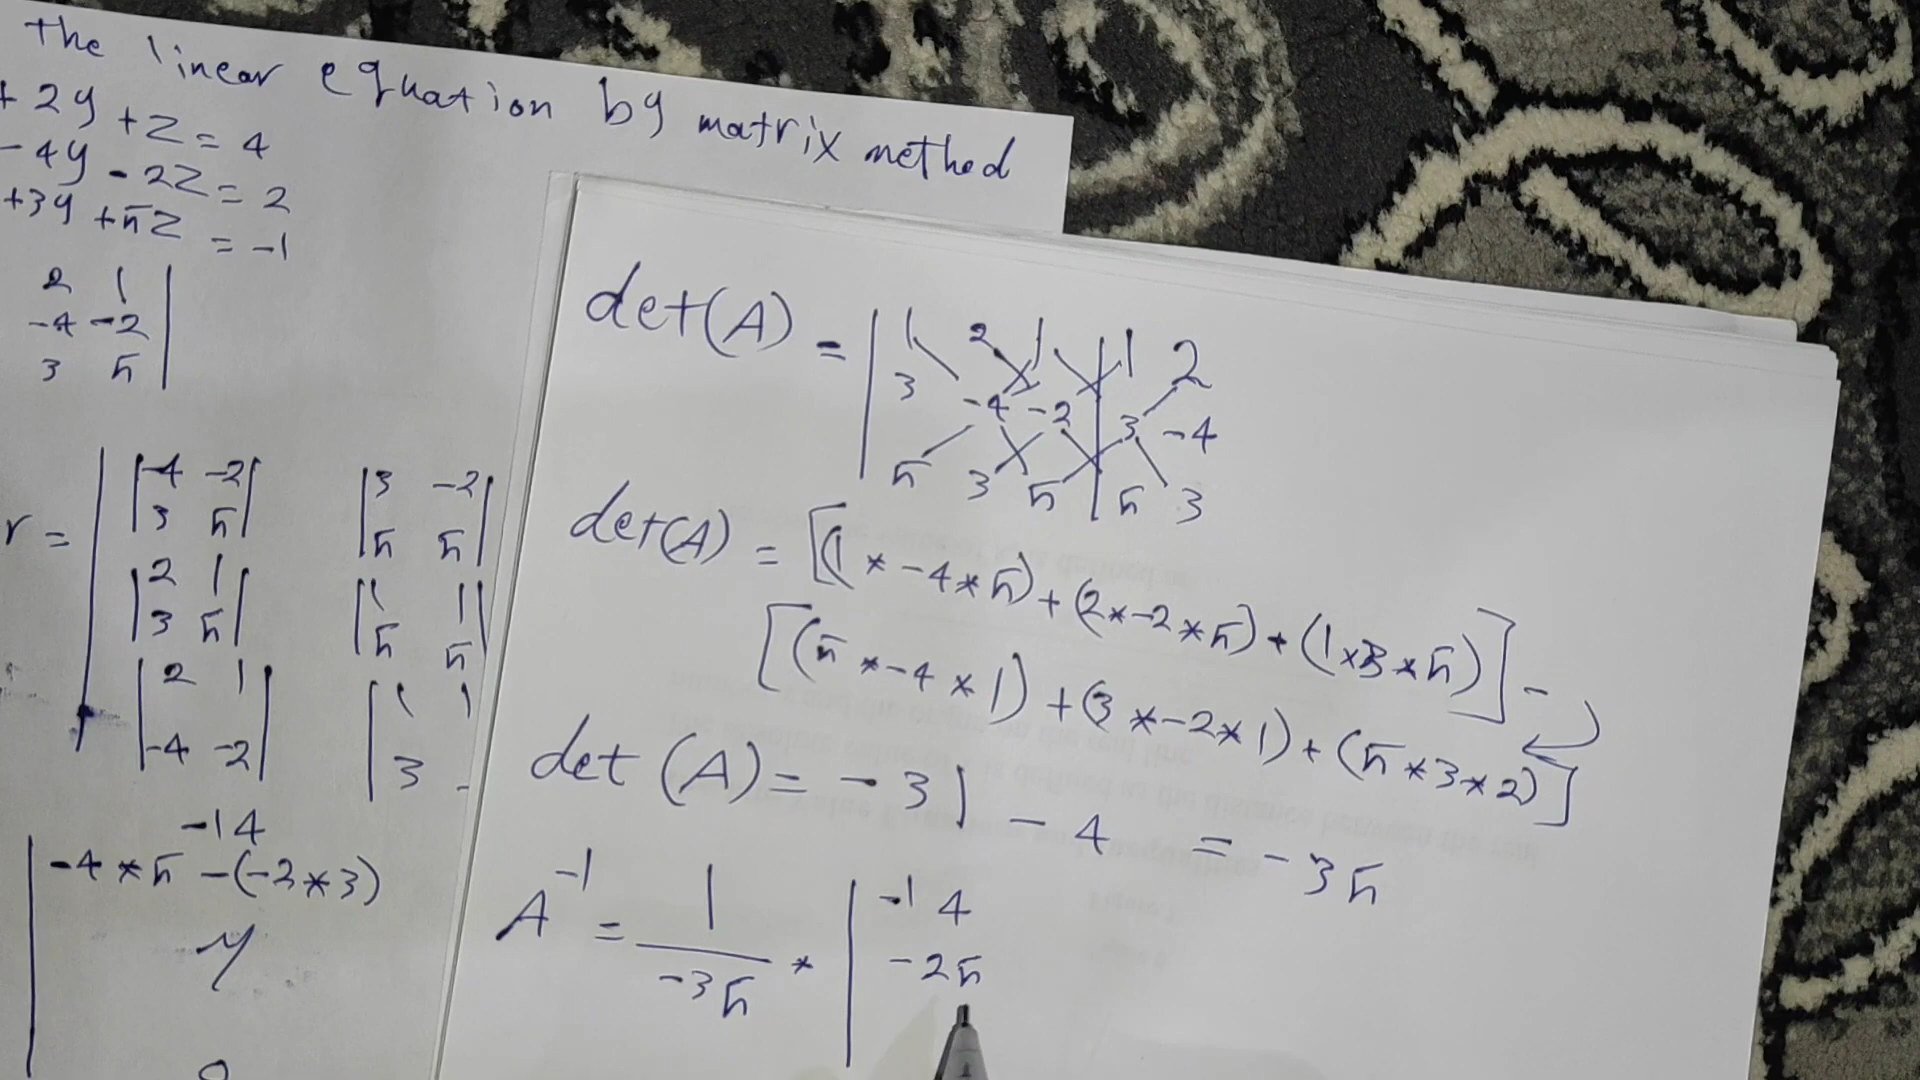 The linear equation by matrix method
+ 2y + z = 4
- 4y - 2z = 2
+3y + 5z = -1
2 1
-4 -2
3 5
r =
-4 -2 3 -2
3 5 5 5
2 1 1 1
3 5 5 5
2 1 1 1
-4 -2 3 -
-14
-4 * 5 - (-2*3)
det(A) = | 1 2 1 | 1 2
3 -4 -2 | 3 -4
5 3 5 | 5 3
det(A) = [(1 * -4 * 5) + (2 * -2 * 5) + (1 x 3 * 5)] -
[(5 * -4 * 1) + (3 * -2 * 1) + (5 * 3 * 2)]
det (A) = -31 - 4 = -35
A^-1 = 1/-35 * | -14
-25